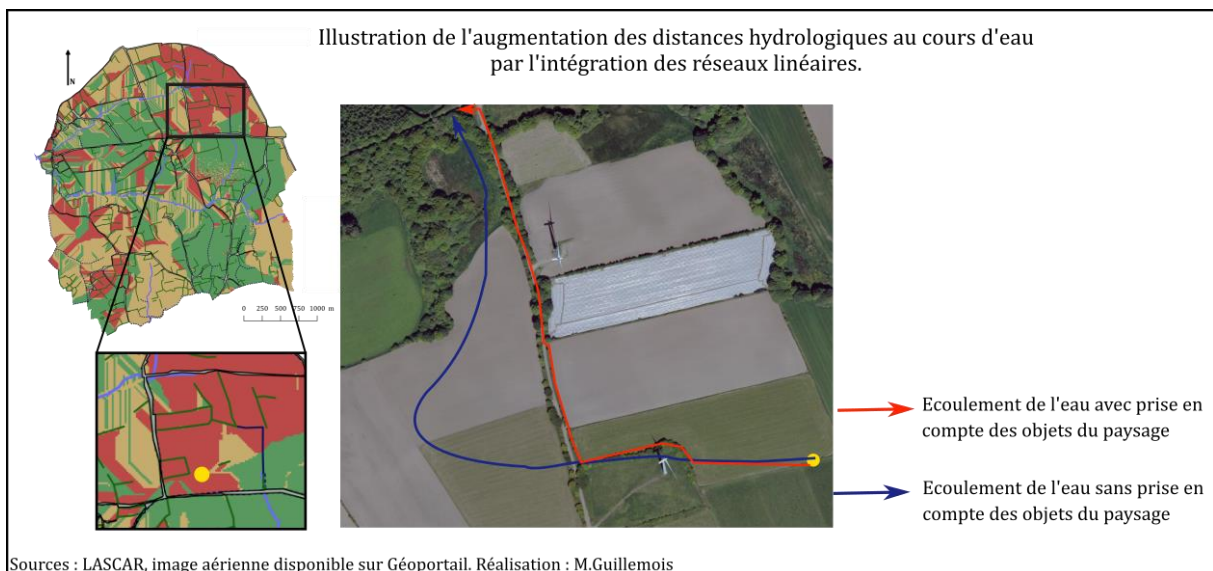 Illustration de l'augmentation des distances hydrologiques au cours d'eau
par l'intégration des réseaux linéaires.
N
0 250 500 750 1000 m
Ecoulement de l'eau avec prise en
compte des objets du paysage
Ecoulement de l'eau sans prise en
compte des objets du paysage
Sources : LASCAR, image aérienne disponible sur Géoportail. Réalisation : M.Guillemois